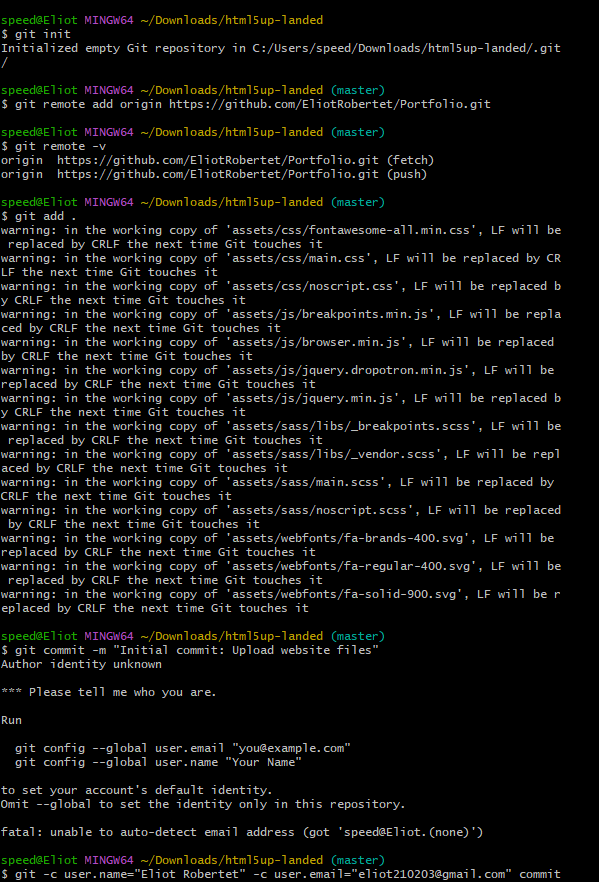 speed@Eliot MINGW64 ~/Downloads/html5up-landed
$ git init
Initialized empty Git repository in C:/Users/speed/Downloads/html5up-landed/.git
/
speed@Eliot MINGW64 ~/Downloads/html5up-landed (master)
$ git remote add origin https://github.com/EliotRobertet/Portfolio.git
speed@Eliot MINGW64 ~/Downloads/html5up-landed (master)
$ git remote -v
origin  https://github.com/EliotRobertet/Portfolio.git (fetch)
origin  https://github.com/EliotRobertet/Portfolio.git (push)
speed@Eliot MINGW64 ~/Downloads/html5up-landed (master)
$ git add .
warning: in the working copy of 'assets/css/fontawesome-all.min.css', LF will be
 replaced by CRLF the next time Git touches it
warning: in the working copy of 'assets/css/main.css', LF will be replaced by CR
LF the next time Git touches it
warning: in the working copy of 'assets/css/noscript.css', LF will be replaced b
y CRLF the next time Git touches it
warning: in the working copy of 'assets/js/breakpoints.min.js', LF will be repla
ced by CRLF the next time Git touches it
warning: in the working copy of 'assets/js/browser.min.js', LF will be replaced
by CRLF the next time Git touches it
warning: in the working copy of 'assets/js/jquery.dropotron.min.js', LF will be
replaced by CRLF the next time Git touches it
warning: in the working copy of 'assets/js/jquery.min.js', LF will be replaced b
y CRLF the next time Git touches it
warning: in the working copy of 'assets/sass/libs/_breakpoints.scss', LF will be
 replaced by CRLF the next time Git touches it
warning: in the working copy of 'assets/sass/libs/_vendor.scss', LF will be repl
aced by CRLF the next time Git touches it
warning: in the working copy of 'assets/sass/main.scss', LF will be replaced by
CRLF the next time Git touches it
warning: in the working copy of 'assets/sass/noscript.scss', LF will be replaced
 by CRLF the next time Git touches it
warning: in the working copy of 'assets/webfonts/fa-brands-400.svg', LF will be
replaced by CRLF the next time Git touches it
warning: in the working copy of 'assets/webfonts/fa-regular-400.svg', LF will be
 replaced by CRLF the next time Git touches it
warning: in the working copy of 'assets/webfonts/fa-solid-900.svg', LF will be r
eplaced by CRLF the next time Git touches it
speed@Eliot MINGW64 ~/Downloads/html5up-landed (master)
$ git commit -m "Initial commit: Upload website files"
Author identity unknown
*** Please tell me who you are.
Run
  git config --global user.email "you@example.com"
  git config --global user.name "Your Name"
to set your account's default identity.
Omit --global to set the identity only in this repository.
fatal: unable to auto-detect email address (got 'speed@Eliot.(none)')
speed@Eliot MINGW64 ~/Downloads/html5up-landed (master)
$ git -c user.name="Eliot Robertet" -c user.email="eliot210203@gmail.com" commit